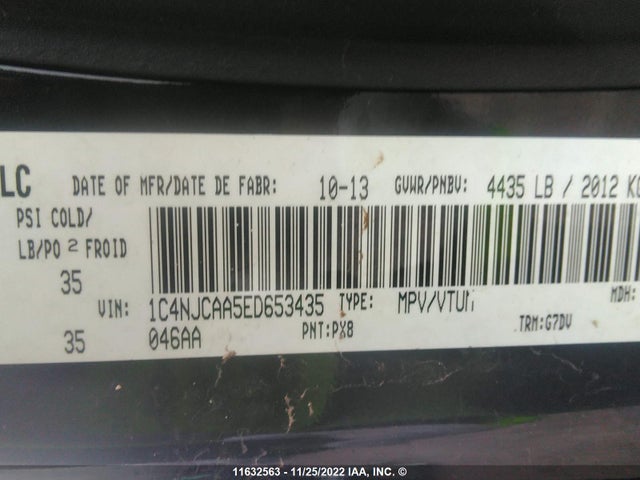 LC DATE OF MFR/DATE DE FABR: 10-13 GVWR/PNBV: 4435 LB / 2012 KG
PSI COLD/
LB/PO 2 FROID
35
VIN: 1C4NJCAA5ED653435 TYPE: MPV/VTUM MDH:
35 046AA PNT:PX8 TRM:G7DV
11632563 - 11/25/2022 IAA, INC. ©